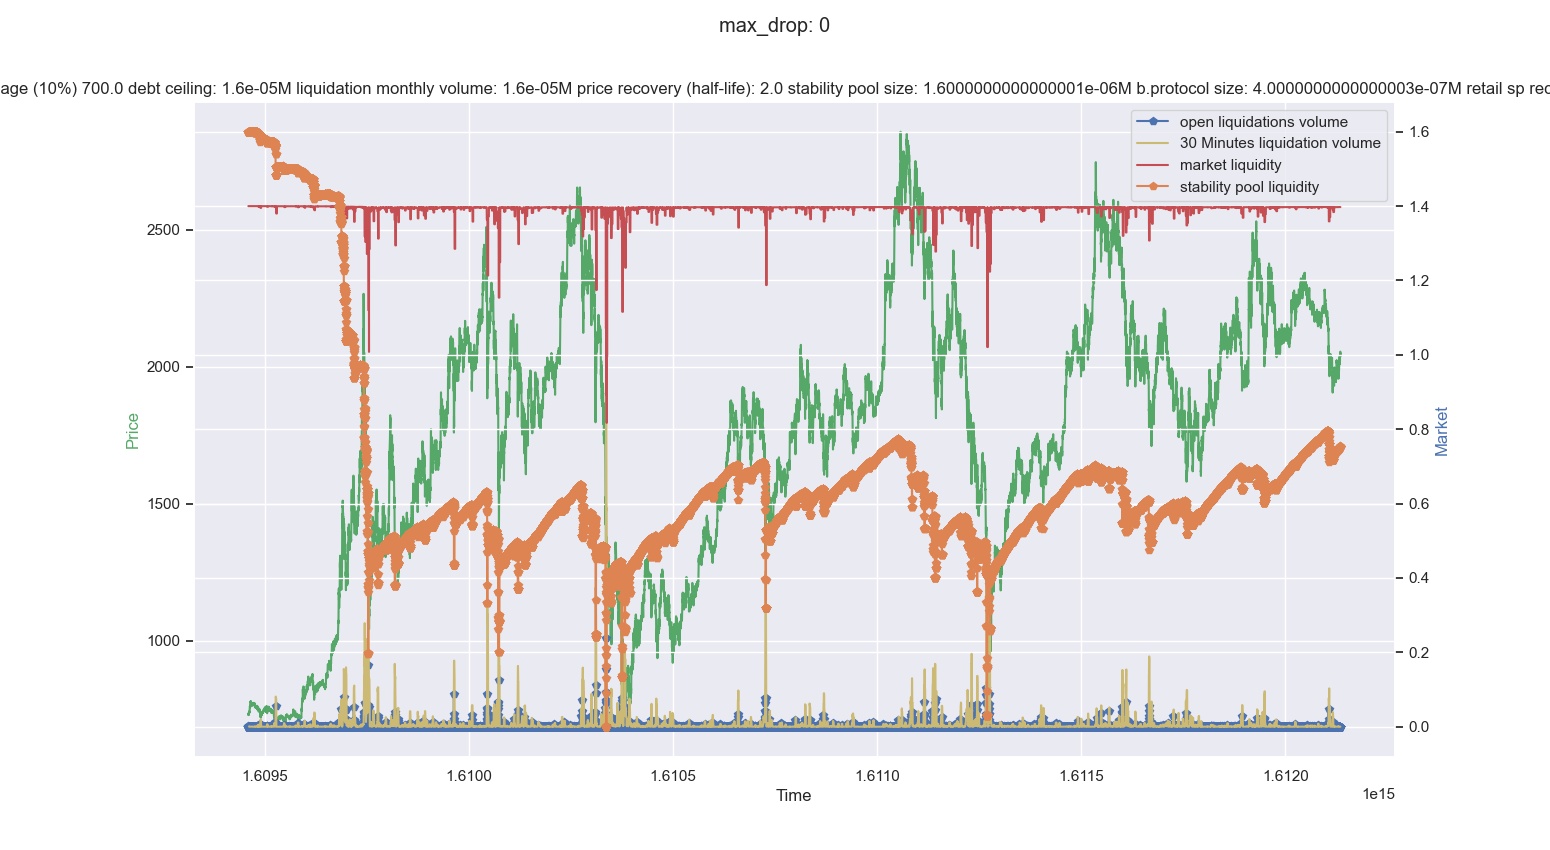 max_drop: 0
age (10%) 700.0 debt ceiling: 1.6e-05M liquidation monthly volume: 1.6e-05M price recovery (half-life): 2.0 stability pool size: 1.6000000000000001e-06M b.protocol size: 4.0000000000000003e-07M retail sp rec
open liquidations volume
30 Minutes liquidation volume
market liquidity
stability pool liquidity
2500
2000
1500
1000
Price
1.6
1.4
1.2
1.0
0.8
0.6
0.4
0.2
0.0
Market
1.6095
1.6100
1.6105
1.6110
1.6115
1.6120
Time
1e15